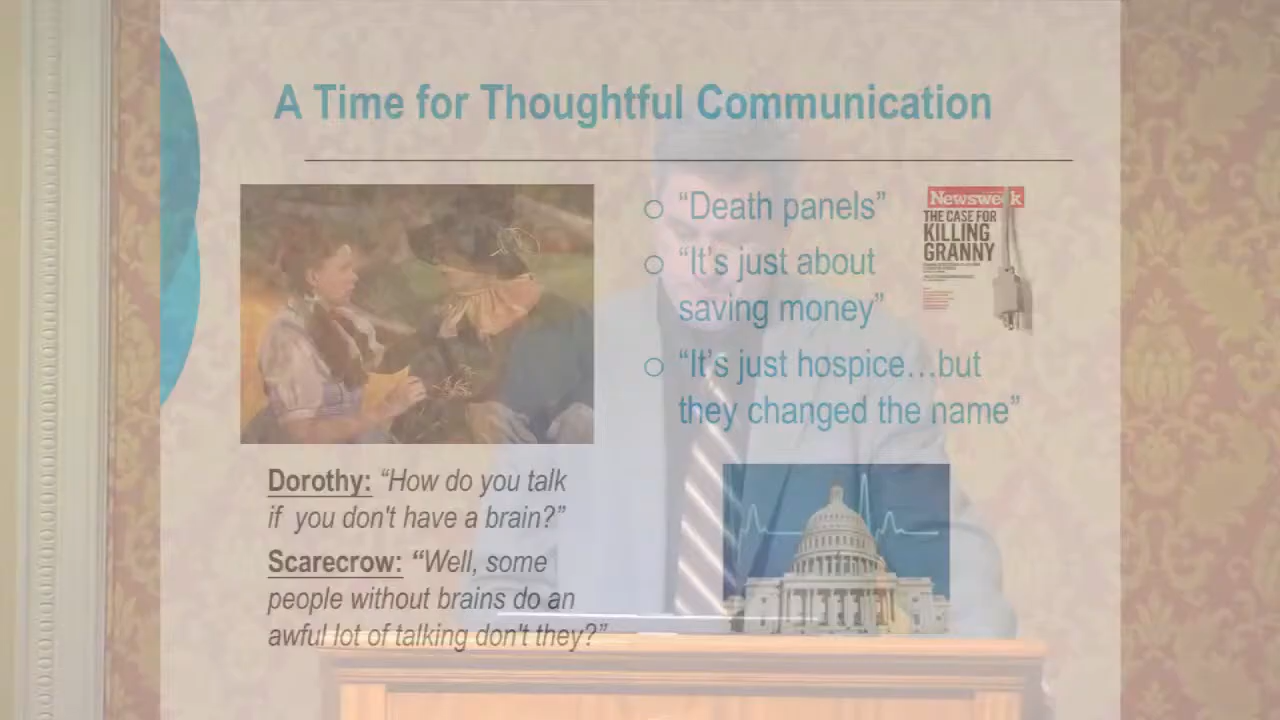 A Time for Thoughtful Communication
“Death panels”
“It’s just about
saving money”
“It’s just hospice…but
they changed the name”
Newsweek
THE CASE FOR
KILLING
GRANNY
Dorothy: “How do you talk
if you don't have a brain?”
Scarecrow: “Well, some
people without brains do an
awful lot of talking don't they?”